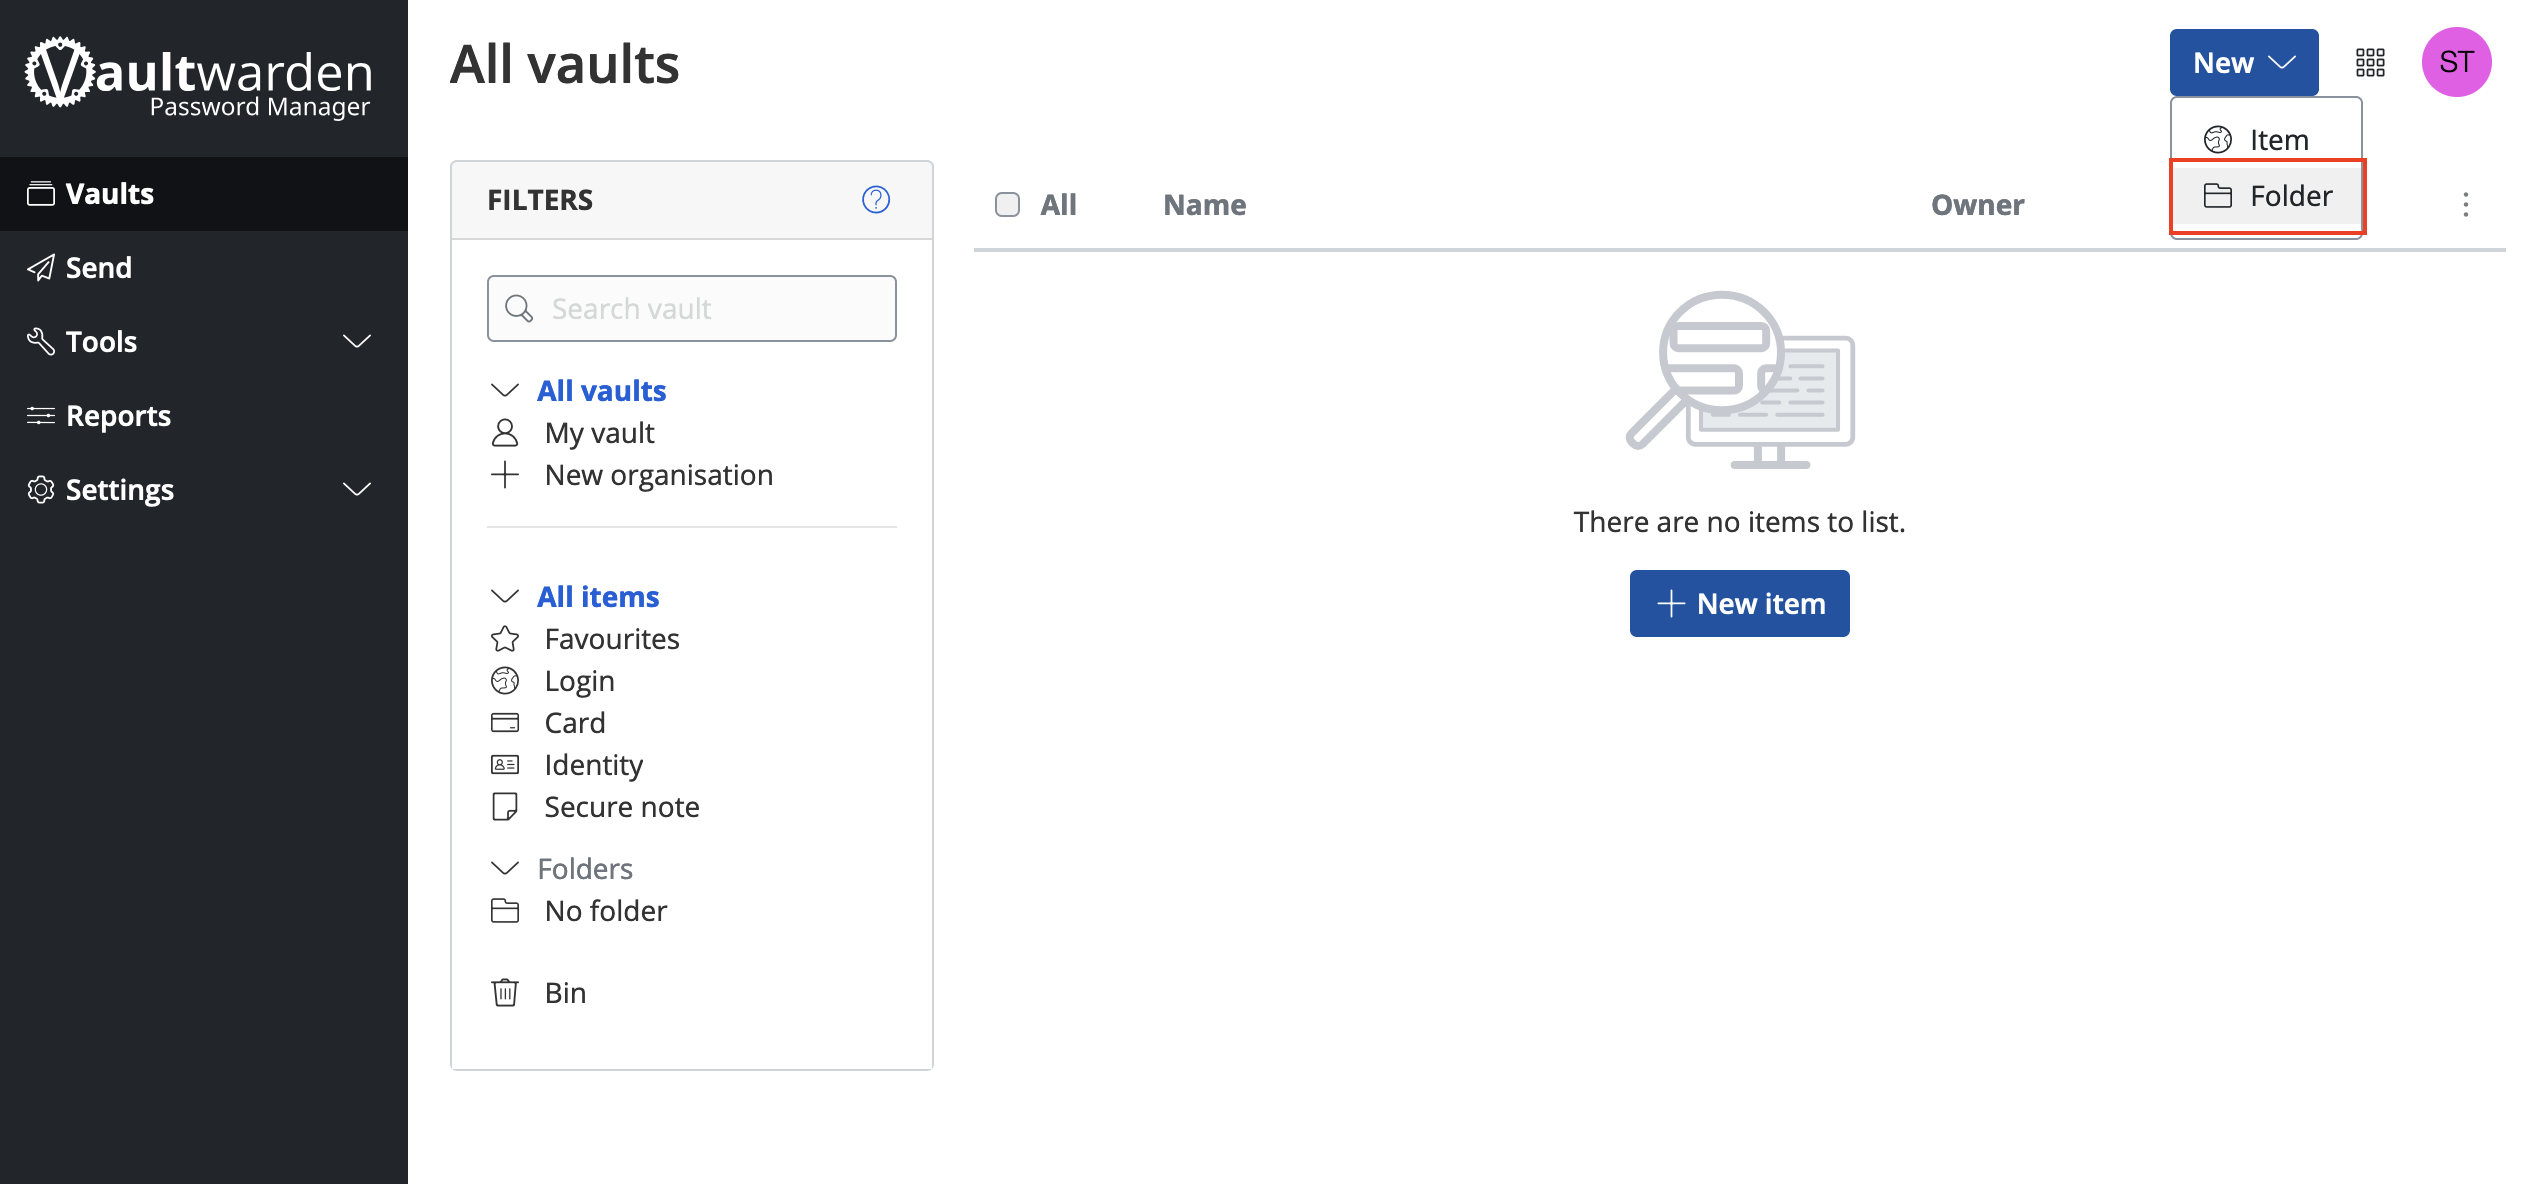 Vaultwarden
Password Manager
Vaults
Send
Tools
Reports
Settings
All vaults
New
ST
Item
Folder
FILTERS
?
Search vault
All vaults
My vault
New organisation
All items
Favourites
Login
Card
Identity
Secure note
Folders
No folder
Bin
All Name Owner
There are no items to list.
New item